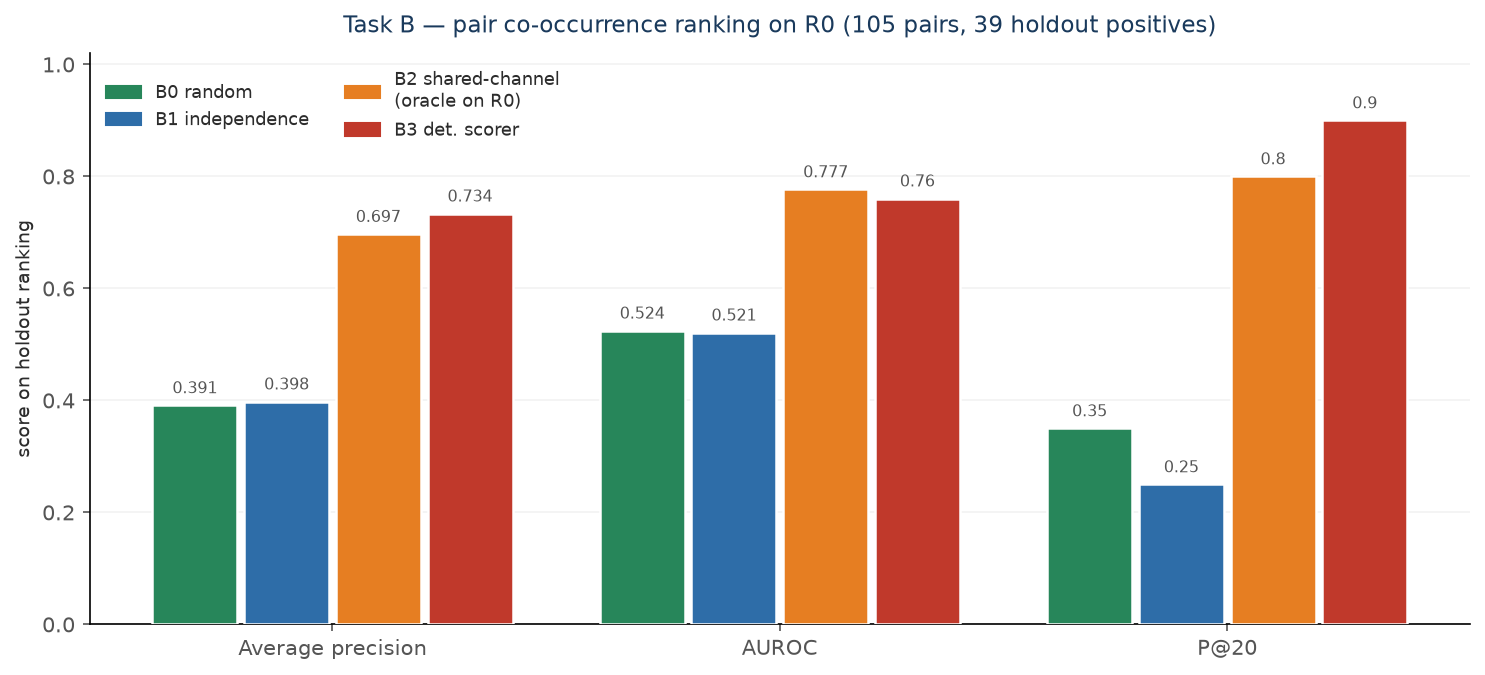 Task B — pair co-occurrence ranking on R0 (105 pairs, 39 holdout positives)
score on holdout ranking
1.0
0.8
0.6
0.4
0.2
0.0
B0 random
B1 independence
B2 shared-channel
(oracle on R0)
B3 det. scorer
0.391
0.398
0.697
0.734
0.524
0.521
0.777
0.76
0.35
0.25
0.8
0.9
Average precision
AUROC
P@20